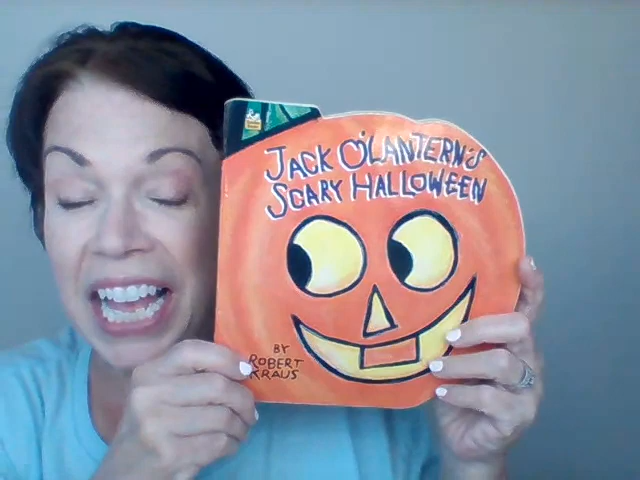 JACK O'LANTERN'S
SCARY HALLOWEEN
BY
ROBERT
KRAUS